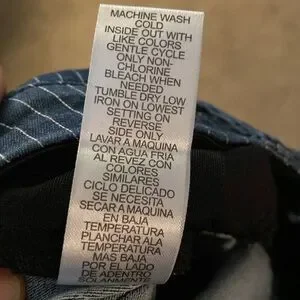 MACHINE WASH
COLD
INSIDE OUT WITH
LIKE COLORS
GENTLE CYCLE
ONLY NON-
CHLORINE
BLEACH WHEN
NEEDED
TUMBLE DRY LOW
IRON ON LOWEST
SETTING ON
REVERSE
SIDE ONLY
LAVAR A MAQUINA
CON AGUA FRIA
AL REVEZ CON
COLORES
SIMILARES
CICLO DELICADO
SE NECESITA
SECAR A MAQUINA
EN BAJA
TEMPERATURA
PLANCHAR ALA
TEMPERATURA
MAS BAJA
POR EL LADO
DE ADENTRO
SOLAMENTE